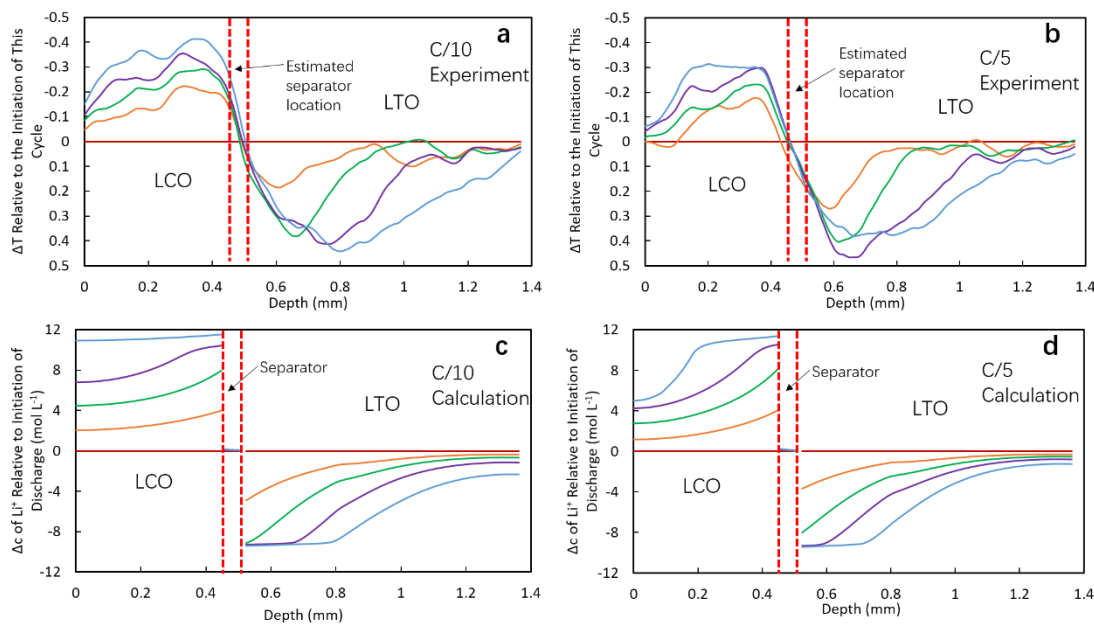 a
C/10
Experiment
Estimated
separator
location
LTO
LCO
ΔT Relative to the Initiation of This
Cycle
-0.5
-0.4
-0.3
-0.2
-0.1
0
0.1
0.2
0.3
0.4
0.5
0
0.2
0.4
0.6
0.8
1
1.2
1.4
Depth (mm)
b
C/5
Experiment
Estimated
separator
location
LTO
LCO
ΔT Relative to the Initiation of This
Cycle
-0.5
-0.4
-0.3
-0.2
-0.1
0
0.1
0.2
0.3
0.4
0.5
0
0.2
0.4
0.6
0.8
1
1.2
1.4
Depth (mm)
c
C/10
Calculation
Separator
LTO
LCO
Δc of Li⁺ Relative to Initiation of
Discharge (mol L⁻¹)
12
8
4
0
-4
-8
-12
0
0.2
0.4
0.6
0.8
1
1.2
1.4
Depth (mm)
d
C/5
Calculation
Separator
LTO
LCO
Δc of Li⁺ Relative to Initiation of
Discharge (mol L⁻¹)
12
8
4
0
-4
-8
-12
0
0.2
0.4
0.6
0.8
1
1.2
1.4
Depth (mm)